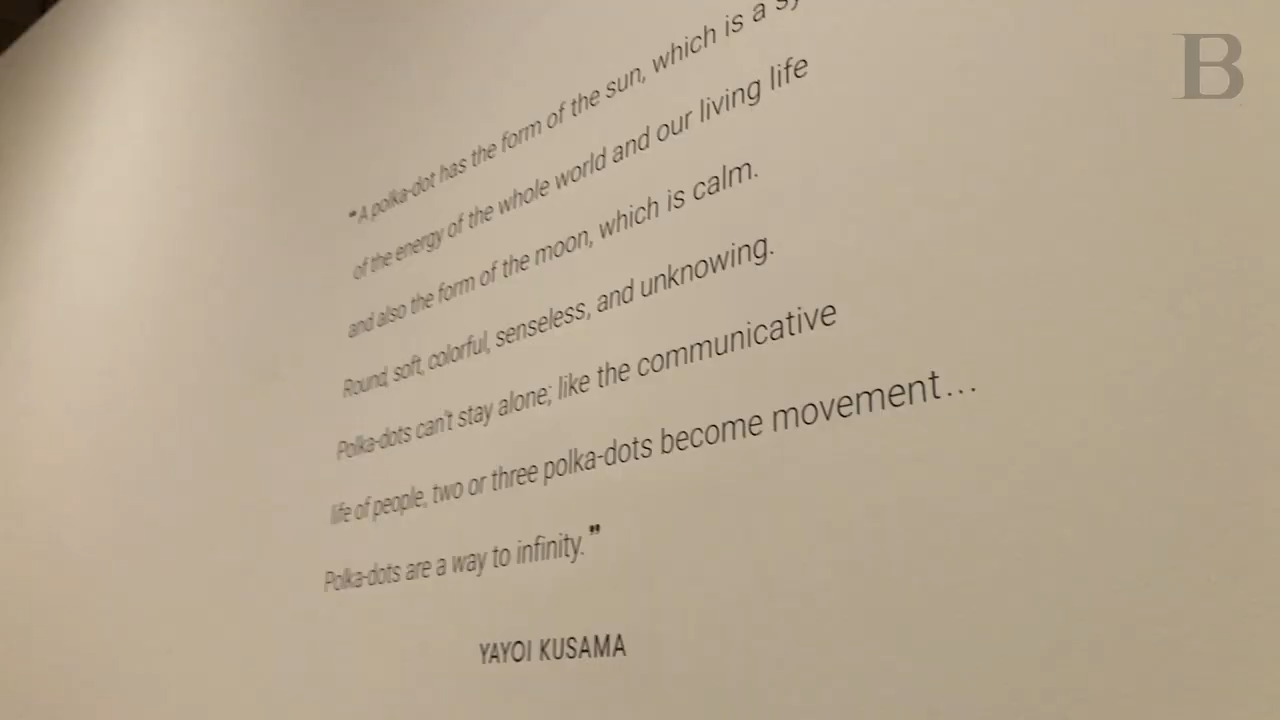 B
“A polka-dot has the form of the sun, which is a
of the energy of the whole world and our living life
and also the form of the moon, which is calm.
Round, soft, colorful, senseless, and unknowing.
Polka-dots can't stay alone; like the communicative
life of people, two or three polka-dots become movement...
Polka-dots are a way to infinity.”
YAYOI KUSAMA